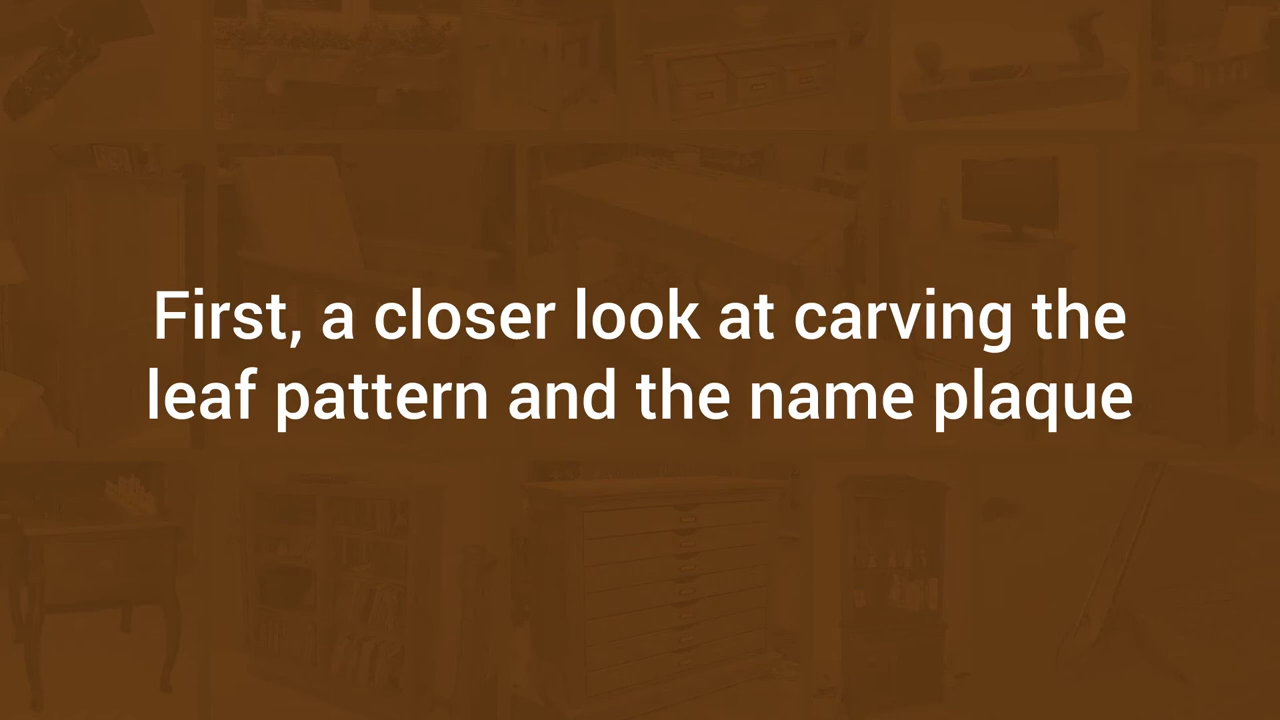 First, a closer look at carving the
leaf pattern and the name plaque